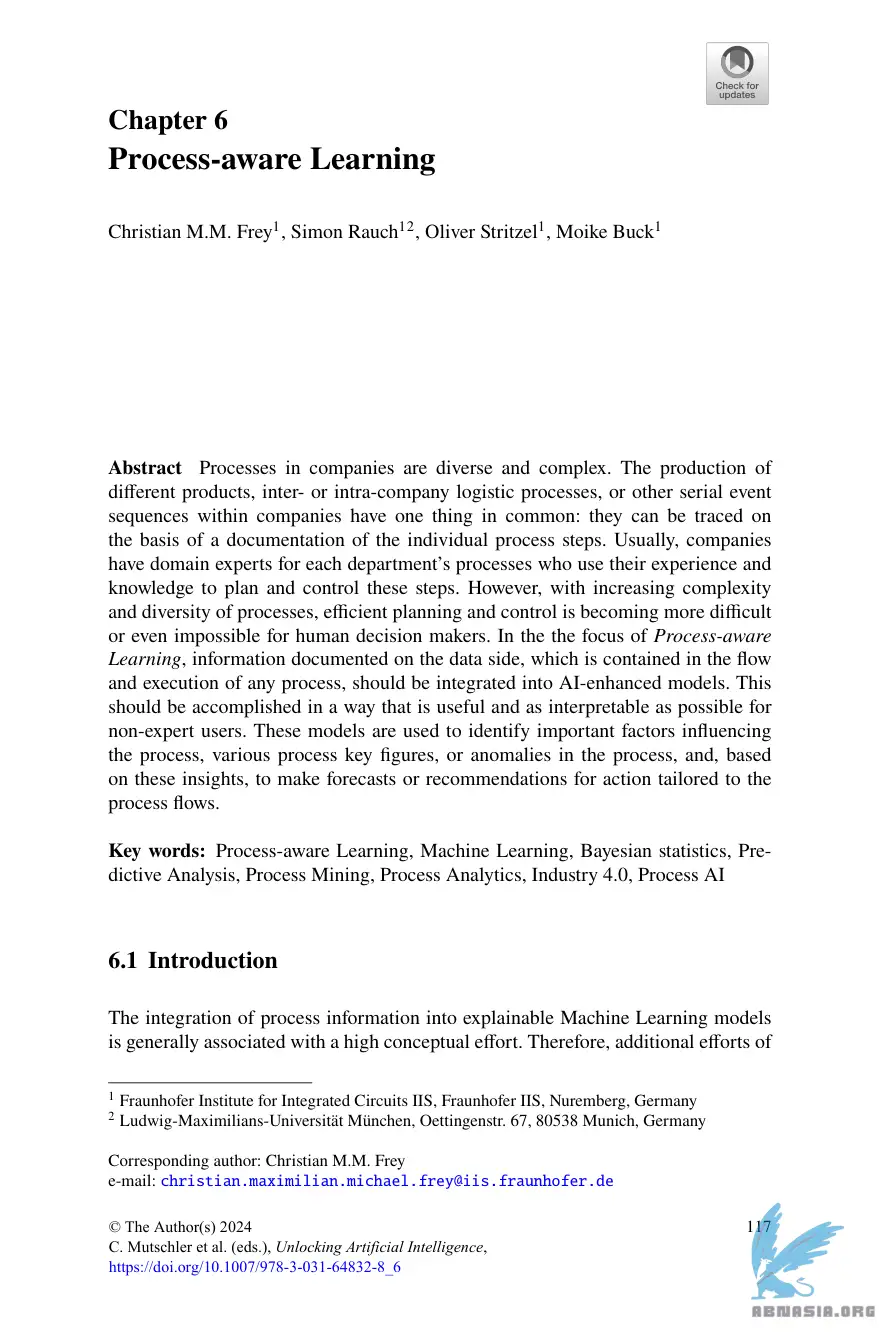 Check for
updates
Chapter 6
Process-aware Learning
Christian M.M. Frey1, Simon Rauch12, Oliver Stritzel1, Moike Buck1
Abstract Processes in companies are diverse and complex. The production of
different products, inter- or intra-company logistic processes, or other serial event
sequences within companies have one thing in common: they can be traced on
the basis of a documentation of the individual process steps. Usually, companies
have domain experts for each department's processes who use their experience and
knowledge to plan and control these steps. However, with increasing complexity
and diversity of processes, efficient planning and control is becoming more difficult
or even impossible for human decision makers. In the the focus of Process-aware
Learning, information documented on the data side, which is contained in the flow
and execution of any process, should be integrated into AI-enhanced models. This
should be accomplished in a way that is useful and as interpretable as possible for
non-expert users. These models are used to identify important factors influencing
the process, various process key figures, or anomalies in the process, and, based
on these insights, to make forecasts or recommendations for action tailored to the
process flows.
Key words: Process-aware Learning, Machine Learning, Bayesian statistics, Pre-
dictive Analysis, Process Mining, Process Analytics, Industry 4.0, Process AI
6.1 Introduction
The integration of process information into explainable Machine Learning models
is generally associated with a high conceptual effort. Therefore, additional efforts of
1 Fraunhofer Institute for Integrated Circuits IIS, Fraunhofer IIS, Nuremberg, Germany
2 Ludwig-Maximilians-Universität München, Oettingenstr. 67, 80538 Munich, Germany
Corresponding author: Christian M.M. Frey
e-mail: christian.maximilian.michael.frey@iis.fraunhofer.de
© The Author(s) 2024
117
C. Mutschler et al. (eds.), Unlocking Artificial Intelligence,
https://doi.org/10.1007/978-3-031-64832-8_6
ABNASIA.ORG